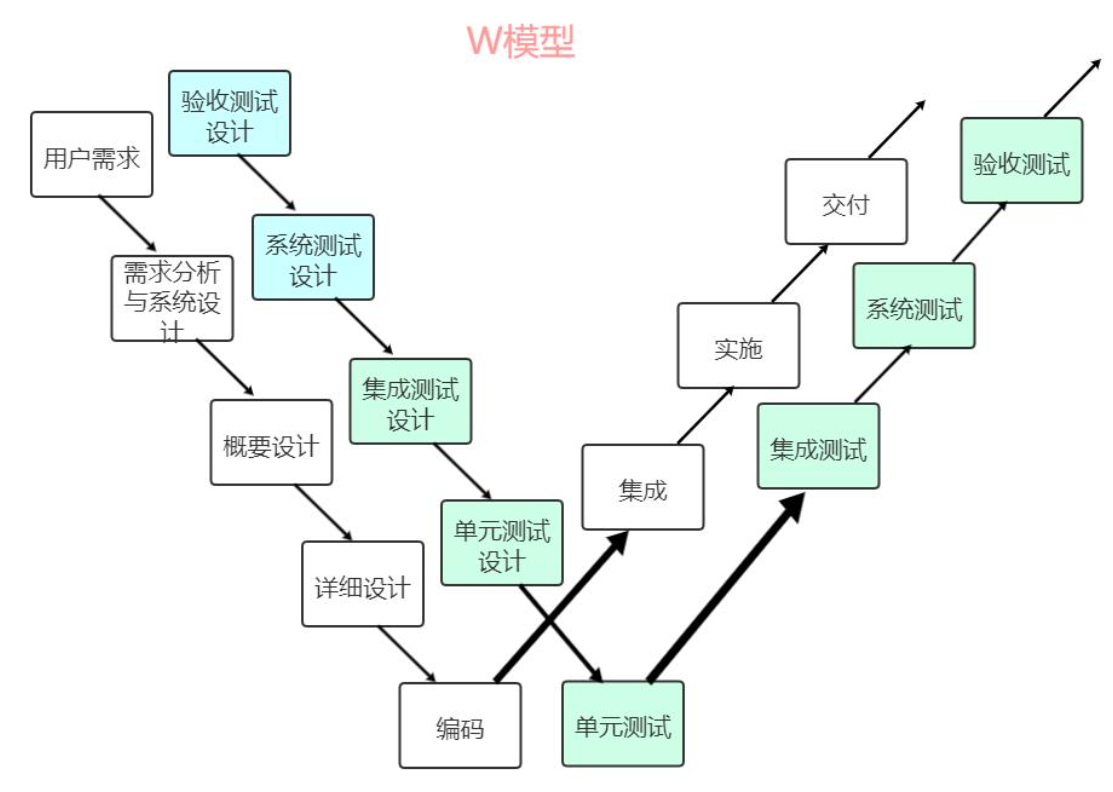 W模型
用户需求
验收测试
设计
需求分析
与系统设
计
系统测试
设计
概要设计
集成测试
设计
详细设计
单元测试
设计
编码
单元测试
集成
集成测试
实施
系统测试
交付
验收测试